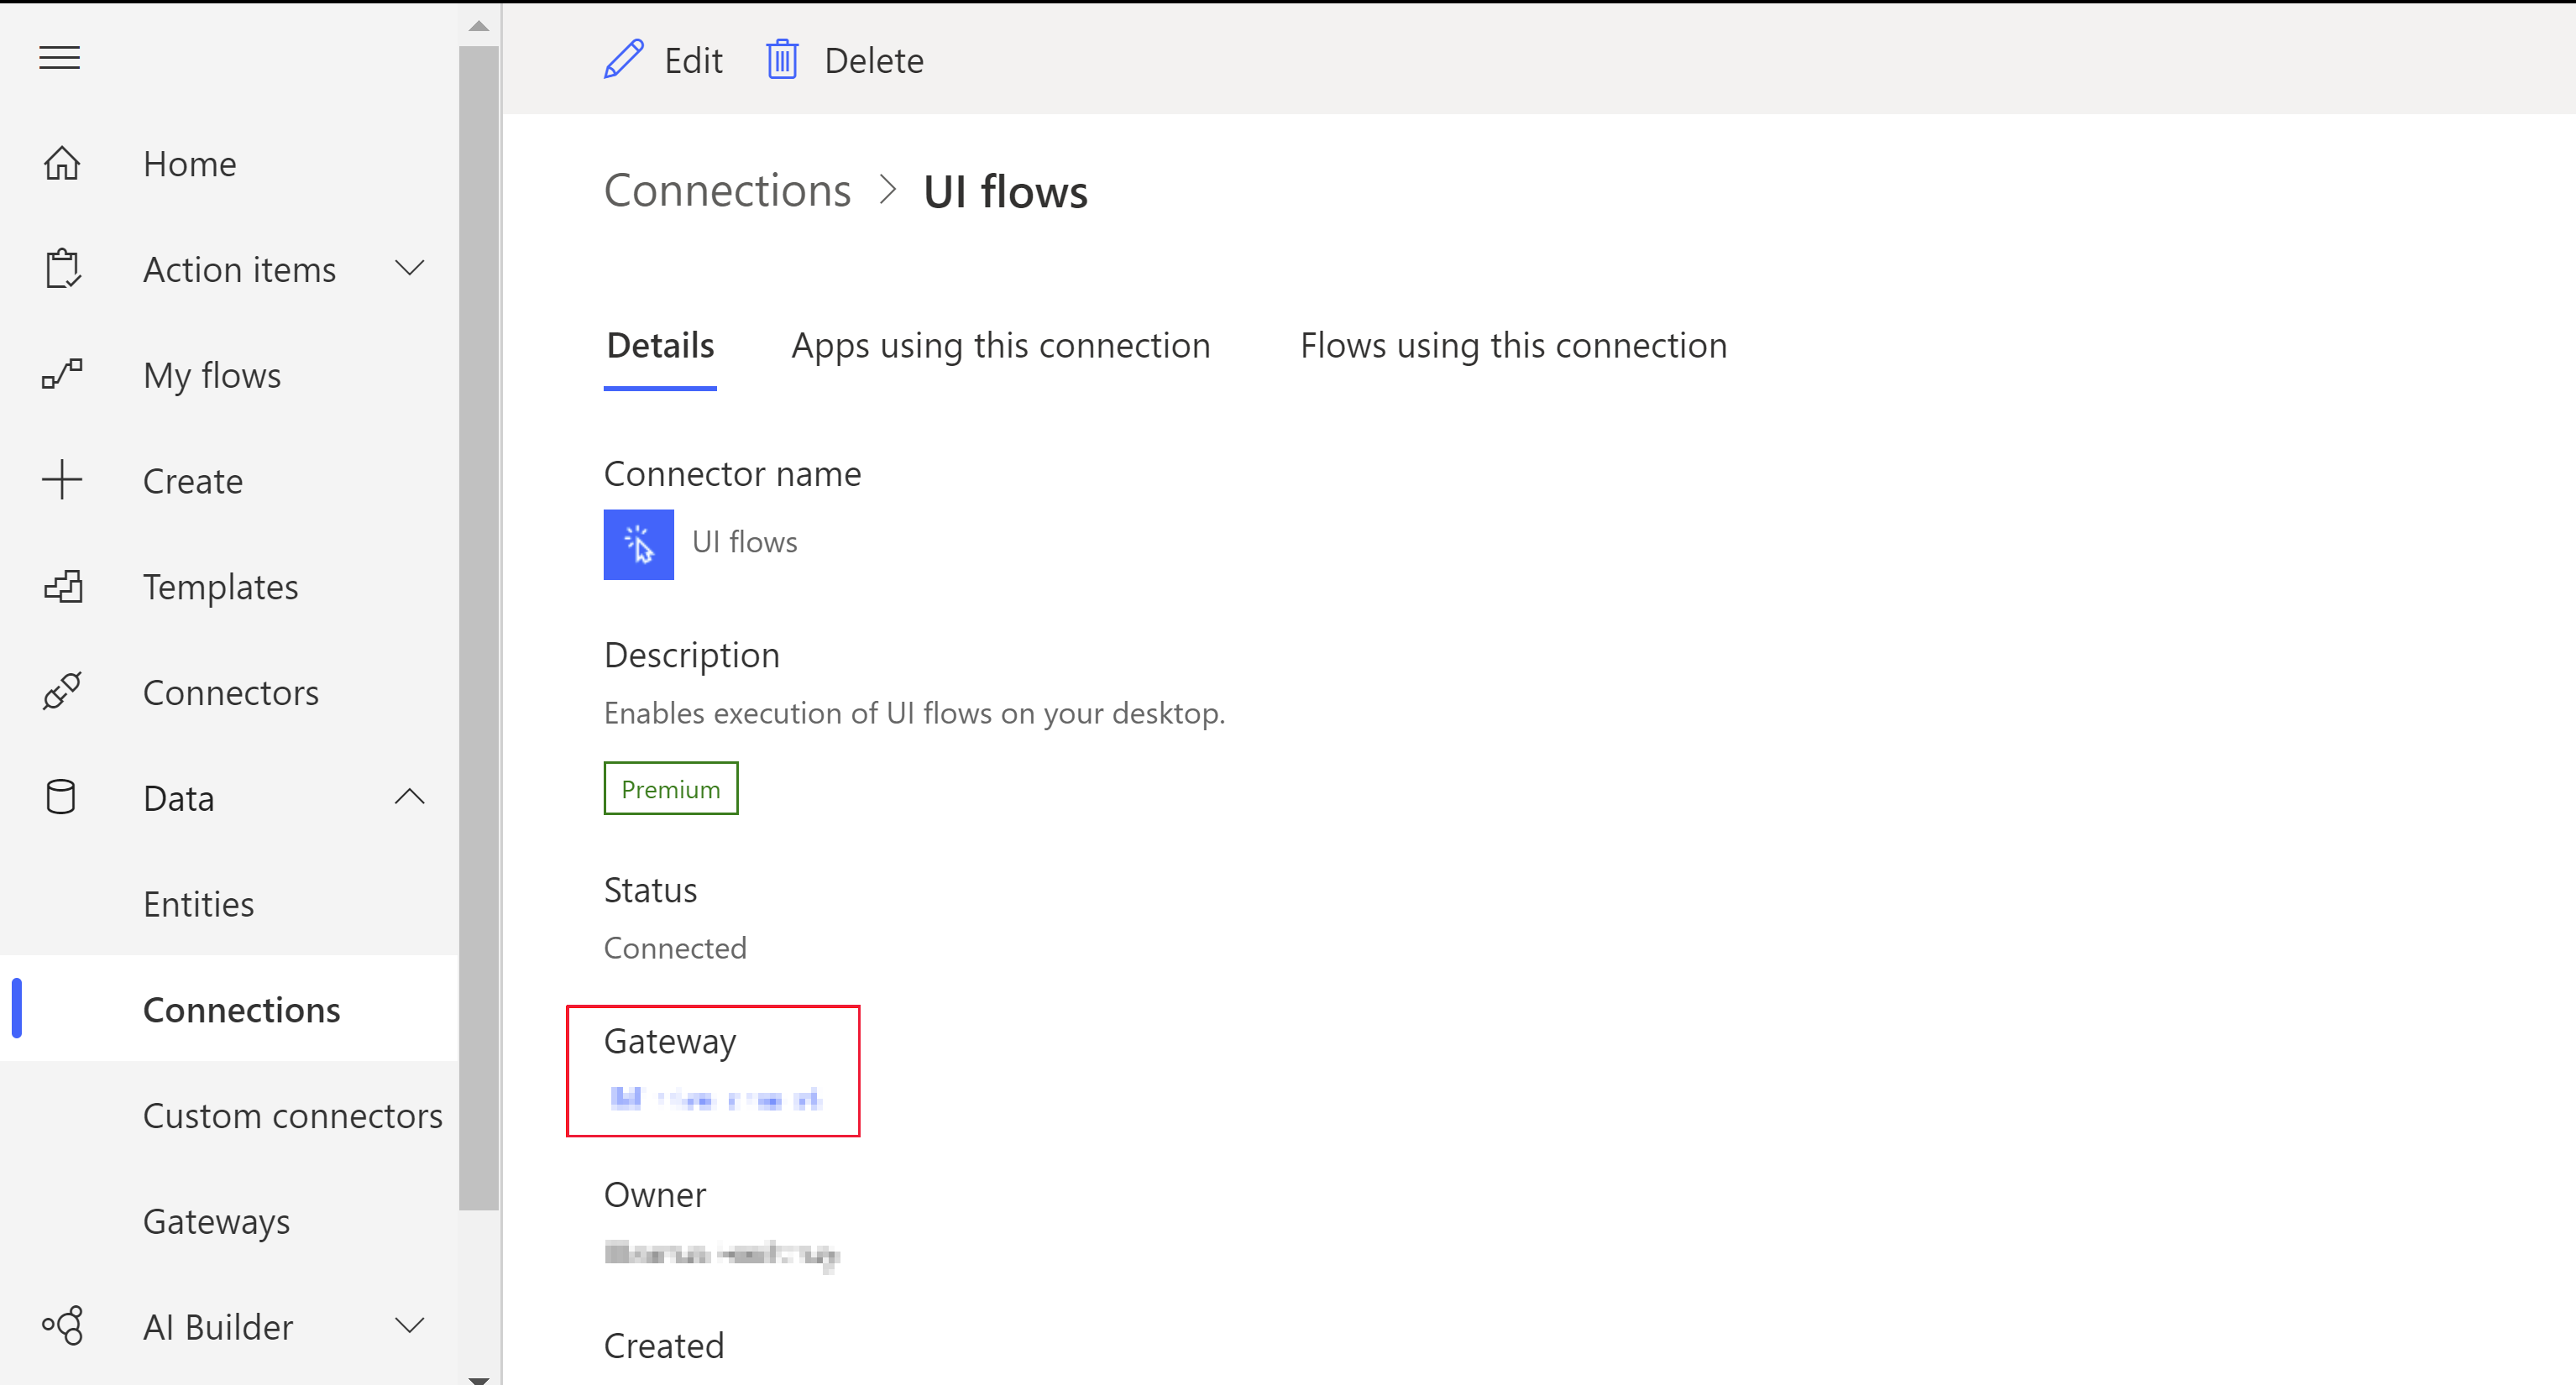 Edit Delete
Home
Action items
My flows
Create
Templates
Connectors
Data
Entities
Connections
Custom connectors
Gateways
AI Builder
Connections > UI flows
Details Apps using this connection Flows using this connection
Connector name
UI flows
Description
Enables execution of UI flows on your desktop.
Premium
Status
Connected
Gateway
Owner
Created